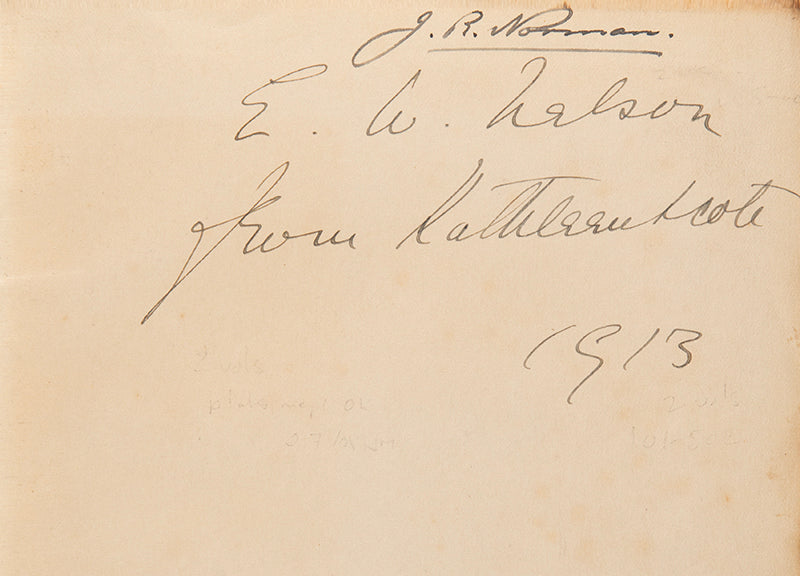 J. R. Norman.
E. W. Nelson
from Kathleen Scott
1913
2 vols
2 vols